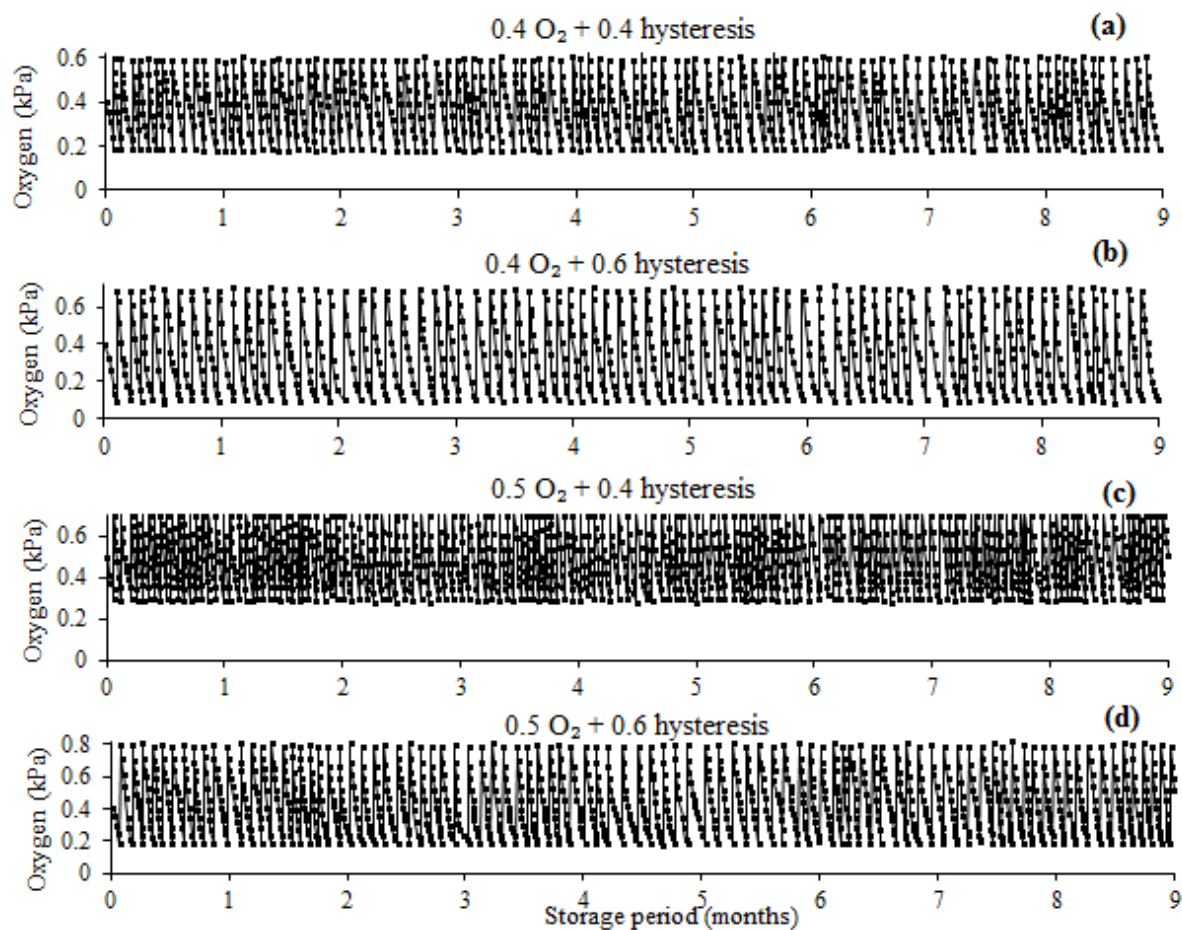 0.4 O₂ + 0.4 hysteresis (a)
Oxygen (kPa)
0.6
0.4
0.2
0
0 1 2 3 4 5 6 7 8 9
0.4 O₂ + 0.6 hysteresis (b)
Oxygen (kPa)
0.6
0.4
0.2
0
0 1 2 3 4 5 6 7 8 9
0.5 O₂ + 0.4 hysteresis (c)
Oxygen (kPa)
0.6
0.4
0.2
0
0 1 2 3 4 5 6 7 8 9
0.5 O₂ + 0.6 hysteresis (d)
Oxygen (kPa)
0.8
0.6
0.4
0.2
0
0 1 2 3 4 5 6 7 8 9
Storage period (months)